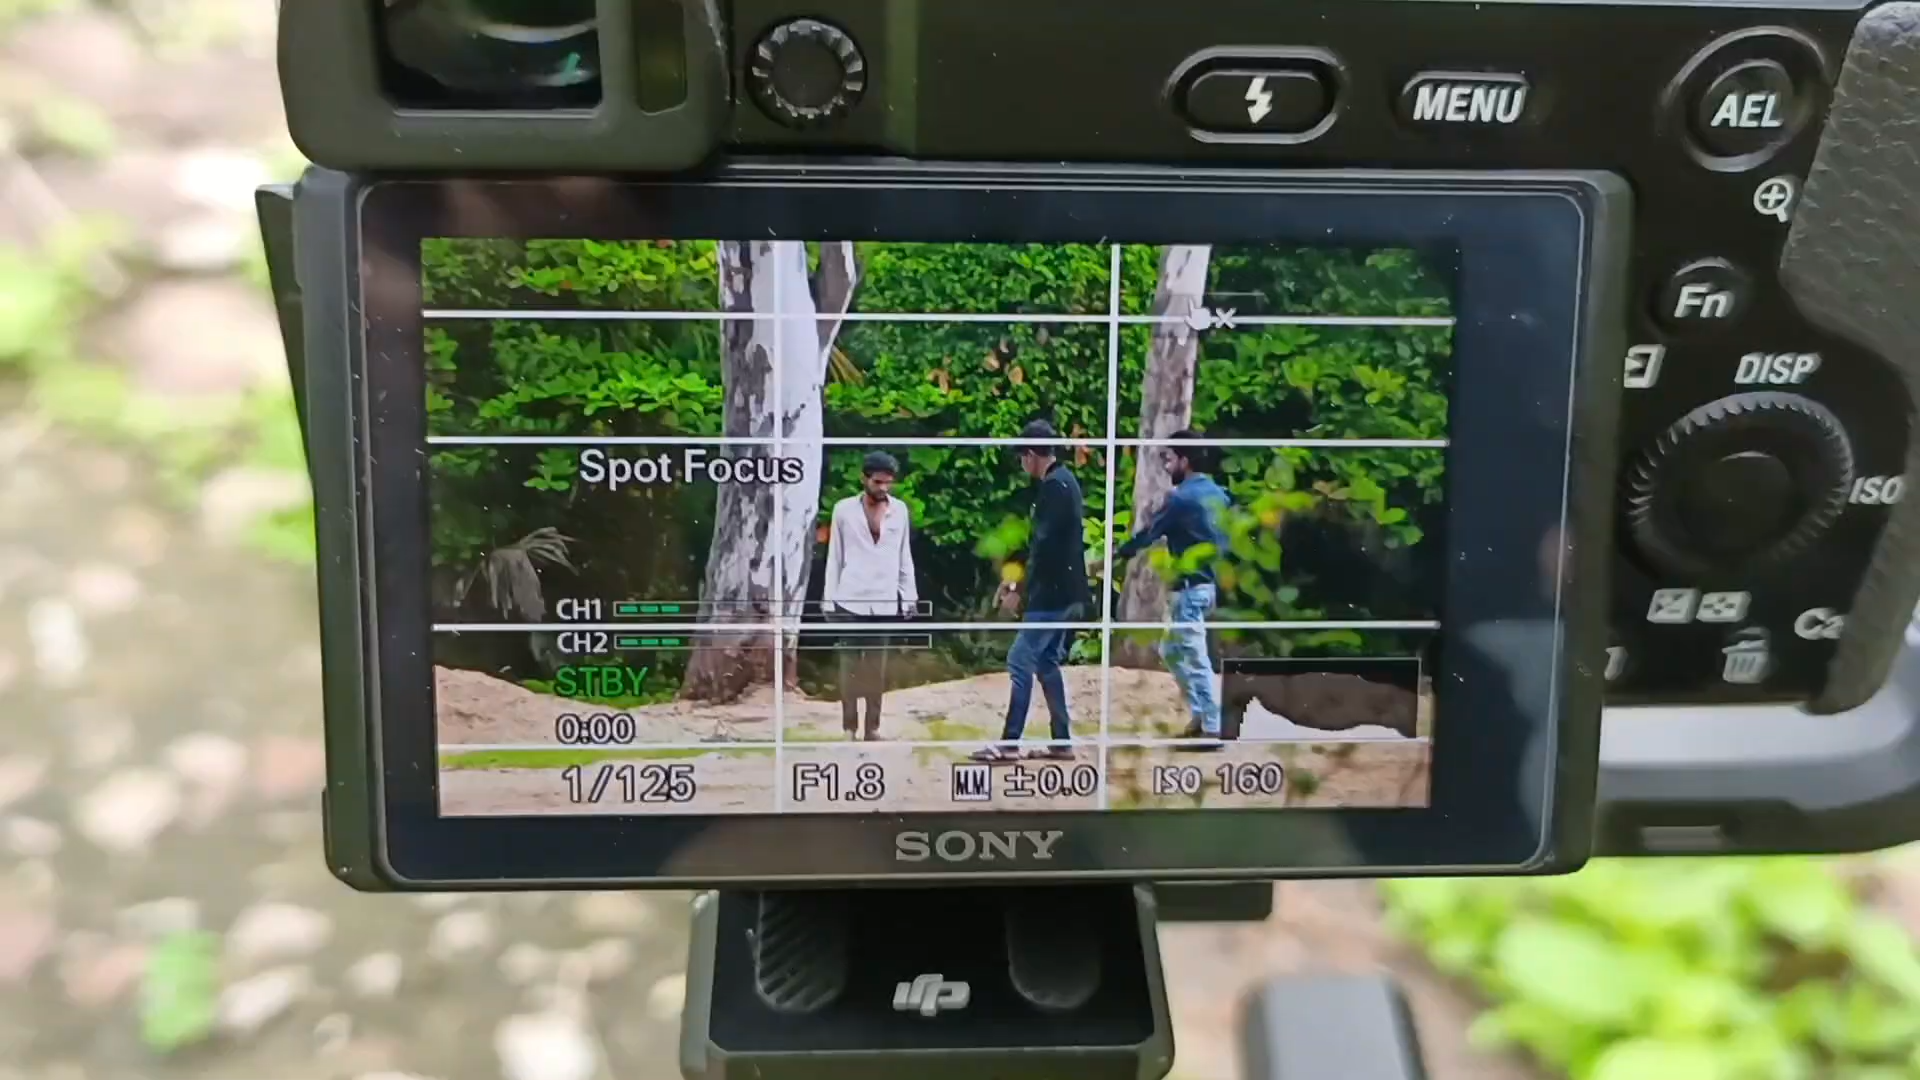 MENU
AEL
Fn
DISP
ISO
Spot Focus
CH1
CH2
STBY
0:00
1/125 F1.8 M.M. ±0.0 ISO 160
SONY
dji